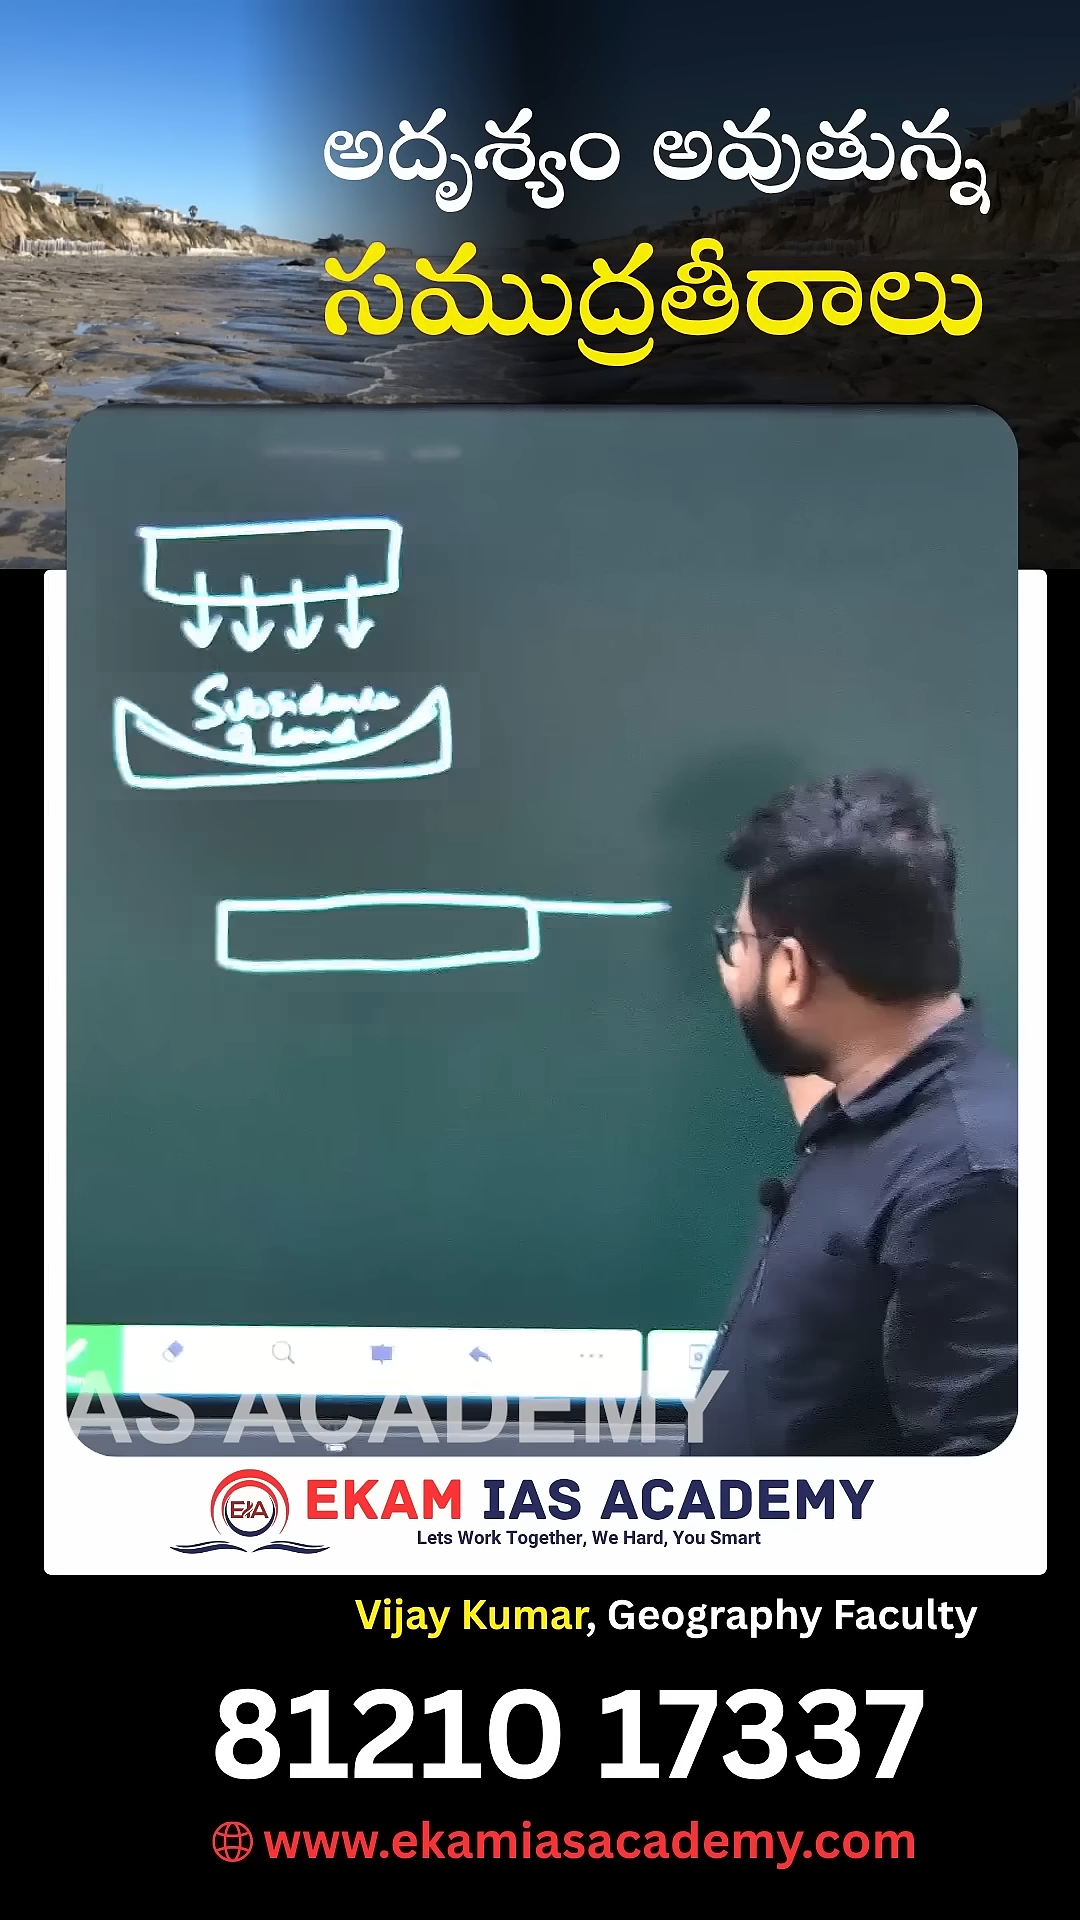 అదృశ్యం అవుతున్న
సముద్రతీరాలు
Subsidence
of land.
AS ACADEMY
EIA
EKAM IAS ACADEMY
Lets Work Together, We Hard, You Smart
Vijay Kumar, Geography Faculty
81210 17337
www.ekamiasacademy.com